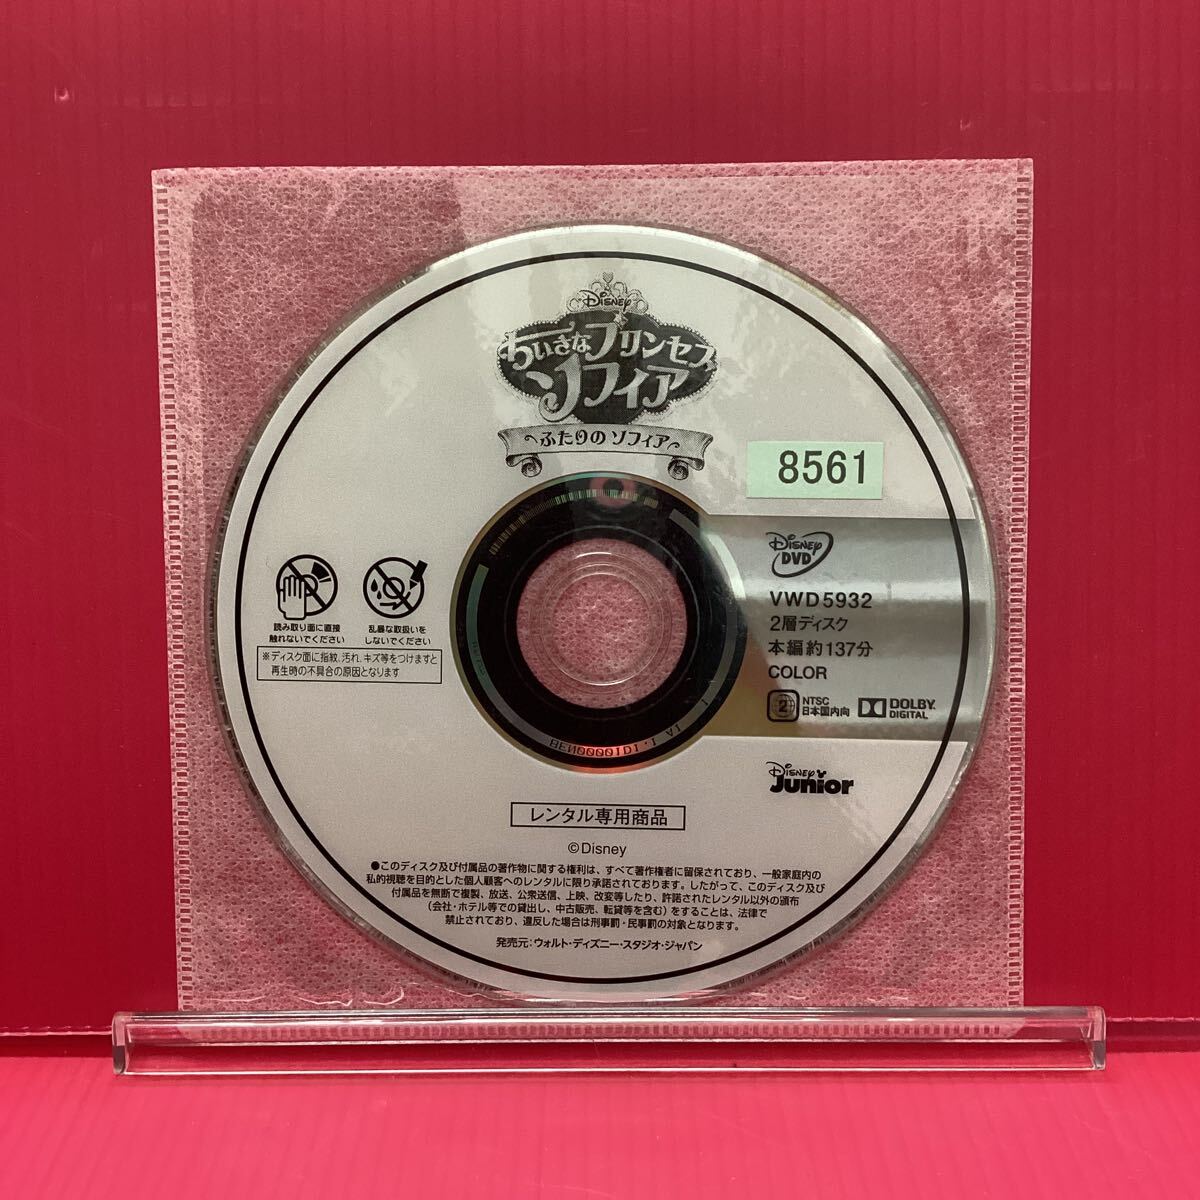 Disney
ちいさなプリンセス
ソフィア
ふたりのソフィア
8561
Disney
DVD
VWD5932
2層ディスク
本編約137分
COLOR
2 NTSC
日本国内向
DOLBY
DIGITAL
読み取り面に直接
触れないでください
乱暴な取扱いを
しないでください
※ディスク面に指紋、汚れ、キズ等をつけますと
再生時の不具合の原因となります
Disney
Junior
レンタル専用商品
©Disney
●このディスク及び付属品の著作物に関する権利は、すべて著作権者に留保されており、一般家庭内の
私的視聴を目的とした個人顧客へのレンタルに限り承諾されております。したがって、このディスク及び
付属品を無断で複製、放送、公衆送信、上映、改変等したり、許諾されたレンタル以外の頒布
(会社・ホテル等での貸出し、中古販売、転貸等を含む)をすることは、法律で
禁止されており、違反した場合は刑事罰・民事罰の対象となります。
発売元:ウォルト・ディズニー・スタジオ・ジャパン